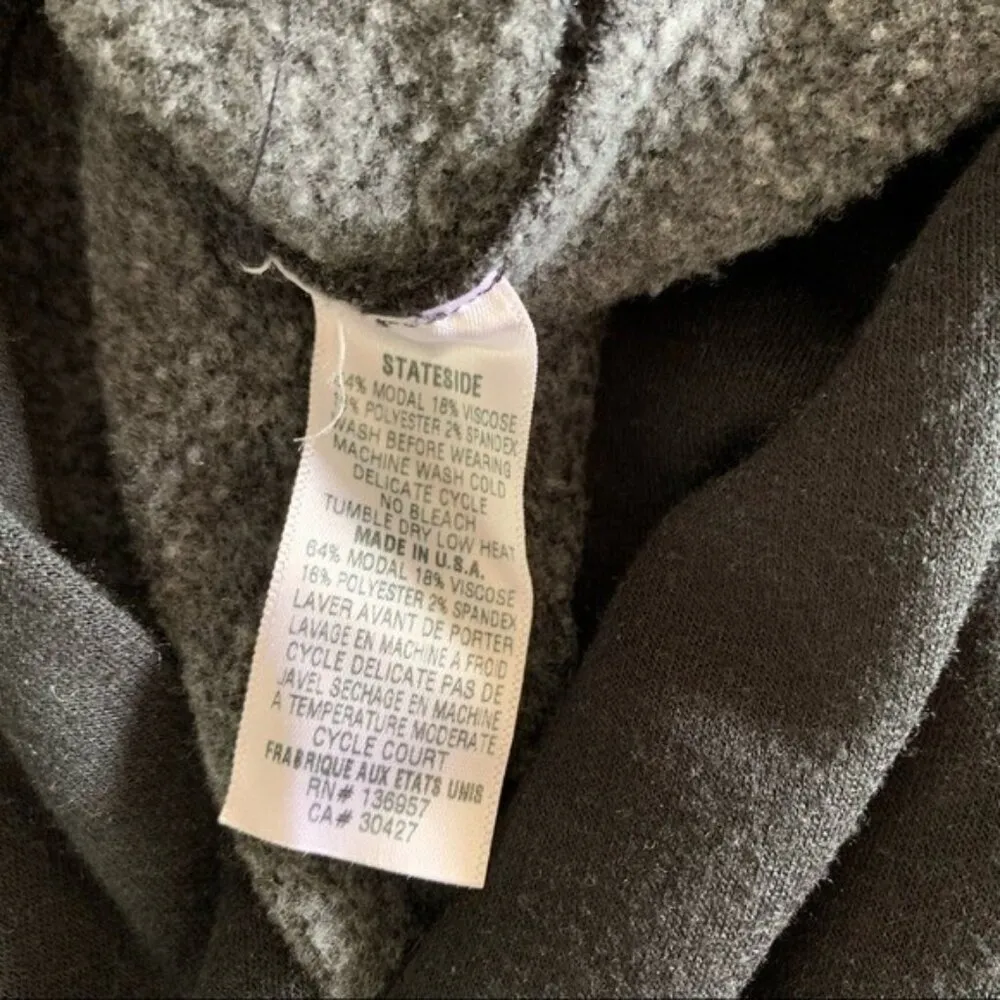 STATESIDE
64% MODAL 18% VISCOSE
16% POLYESTER 2% SPANDEX
WASH BEFORE WEARING
MACHINE WASH COLD
DELICATE CYCLE
NO BLEACH
TUMBLE DRY LOW HEAT
MADE IN U.S.A.
64% MODAL 18% VISCOSE
16% POLYESTER 2% SPANDEX
LAVER AVANT DE PORTER
LAVAGE EN MACHINE A FROID
CYCLE DELICATE PAS DE
JAVEL SECHAGE EN MACHINE
A TEMPERATURE MODERATE
CYCLE COURT
FRABRIQUE AUX ETATS UNIS
RN# 136957
CA# 30427